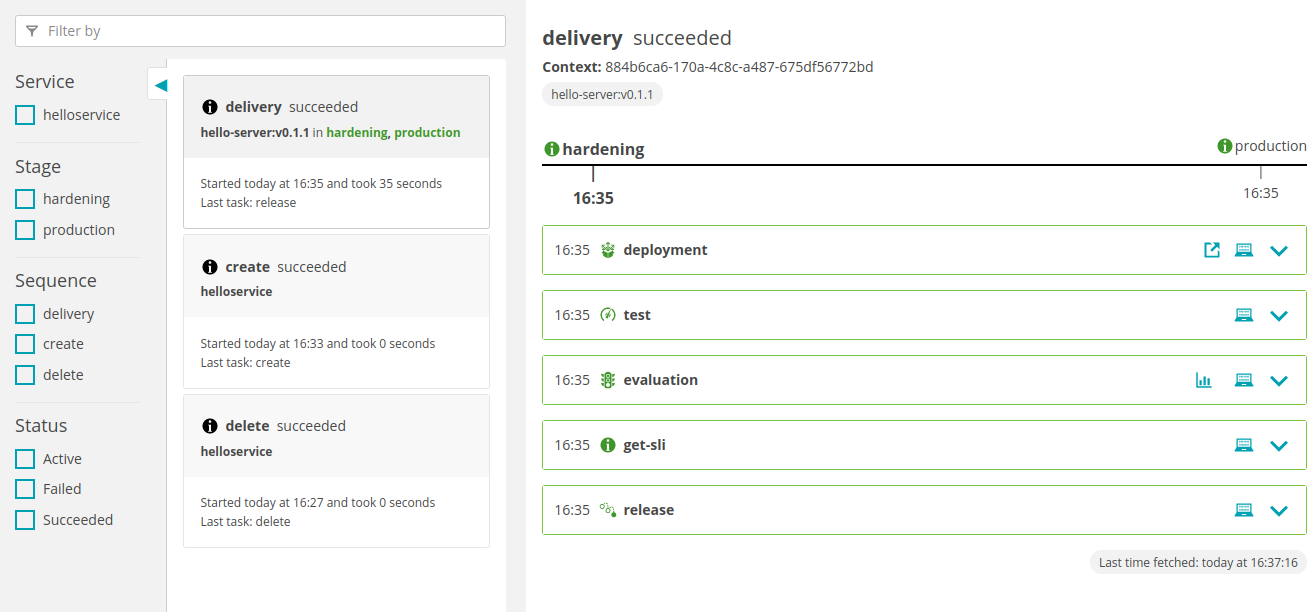 Filter by
Service
helloservice
Stage
hardening
production
Sequence
delivery
create
delete
Status
Active
Failed
Succeeded
delivery succeeded
hello-server:v0.1.1 in hardening, production
Started today at 16:35 and took 35 seconds
Last task: release
create succeeded
helloservice
Started today at 16:33 and took 0 seconds
Last task: create
delete succeeded
helloservice
Started today at 16:27 and took 0 seconds
Last task: delete
delivery succeeded
Context: 884b6ca6-170a-4c8c-a487-675df56772bd
hello-server:v0.1.1
hardening production
16:35 16:35
16:35 deployment
16:35 test
16:35 evaluation
16:35 get-sli
16:35 release
Last time fetched: today at 16:37:16